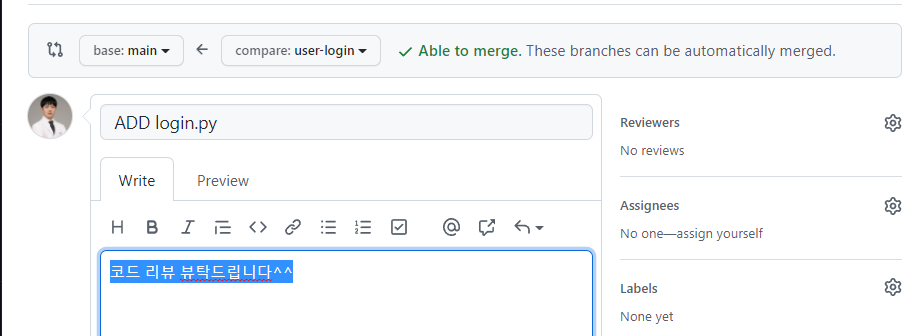 base: main compare: user-login Able to merge. These branches can be automatically merged.
ADD login.py
Reviewers
No reviews
Write Preview
Assignees
No one—assign yourself
코드 리뷰 뷰탁드립니다^^
Labels
None yet